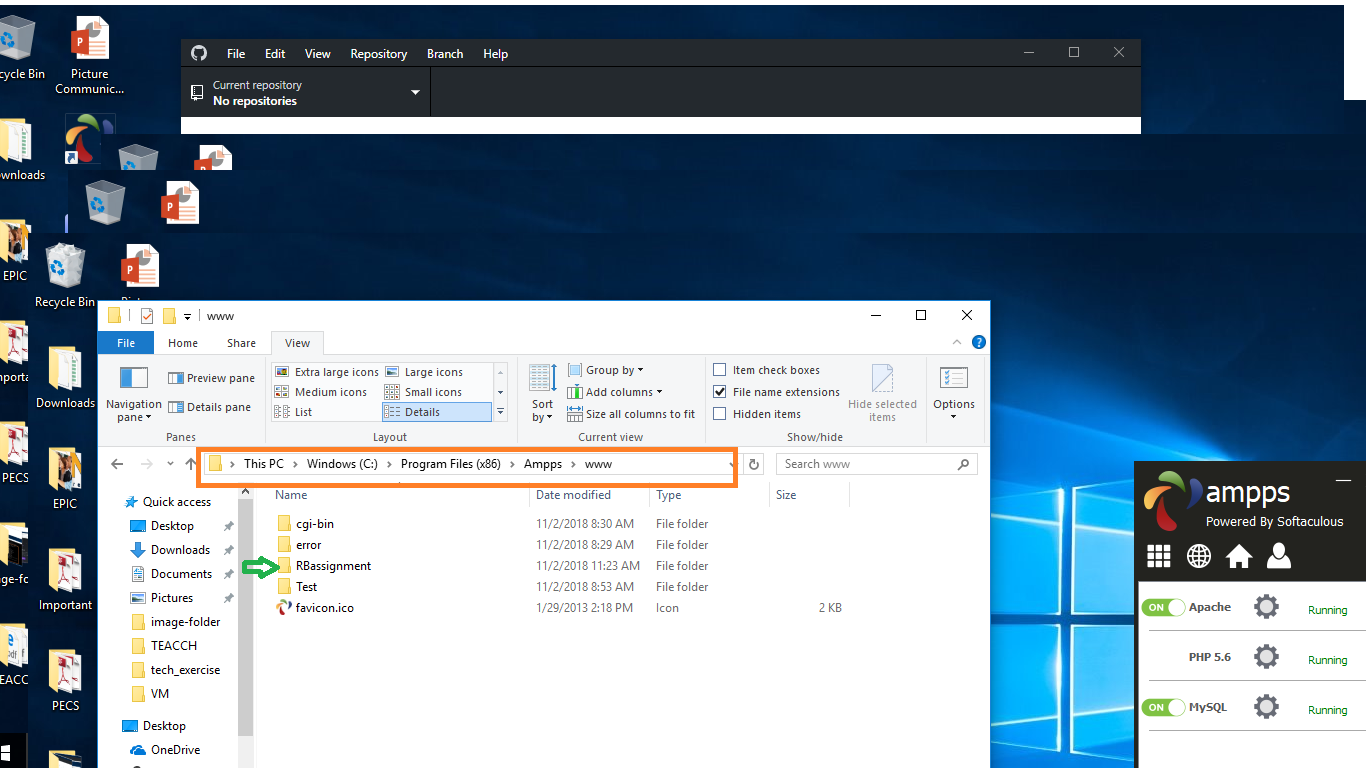 cycle Bin
Picture
Communic...
File Edit View Repository Branch Help
Current repository
No repositories
wnloads
EPIC
Recycle Bin
www
File Home Share View
Navigation
pane
Preview pane
Details pane
Panes
Extra large icons
Large icons
Medium icons
Small icons
List
Details
Layout
Sort
by
Group by
Add columns
Size all columns to fit
Current view
Item check boxes
File name extensions
Hidden items
Hide selected
items
Show/hide
Options
This PC > Windows (C:) > Program Files (x86) > Ampps > www
Search www
Name Date modified Type Size
cgi-bin 11/2/2018 8:30 AM File folder
error 11/2/2018 8:29 AM File folder
RBassignment 11/2/2018 11:23 AM File folder
Test 11/2/2018 8:53 AM File folder
favicon.ico 1/29/2013 2:18 PM Icon 2 KB
Quick access
Desktop
Downloads
Documents
Pictures
image-folder
TEACCH
tech_exercise
VM
Desktop
OneDrive
Importa
Downloads
PECS
EPIC
age-fo
Important
EACC
PECS
ampps
Powered By Softaculous
ON Apache Running
PHP 5.6 Running
ON MySQL Running